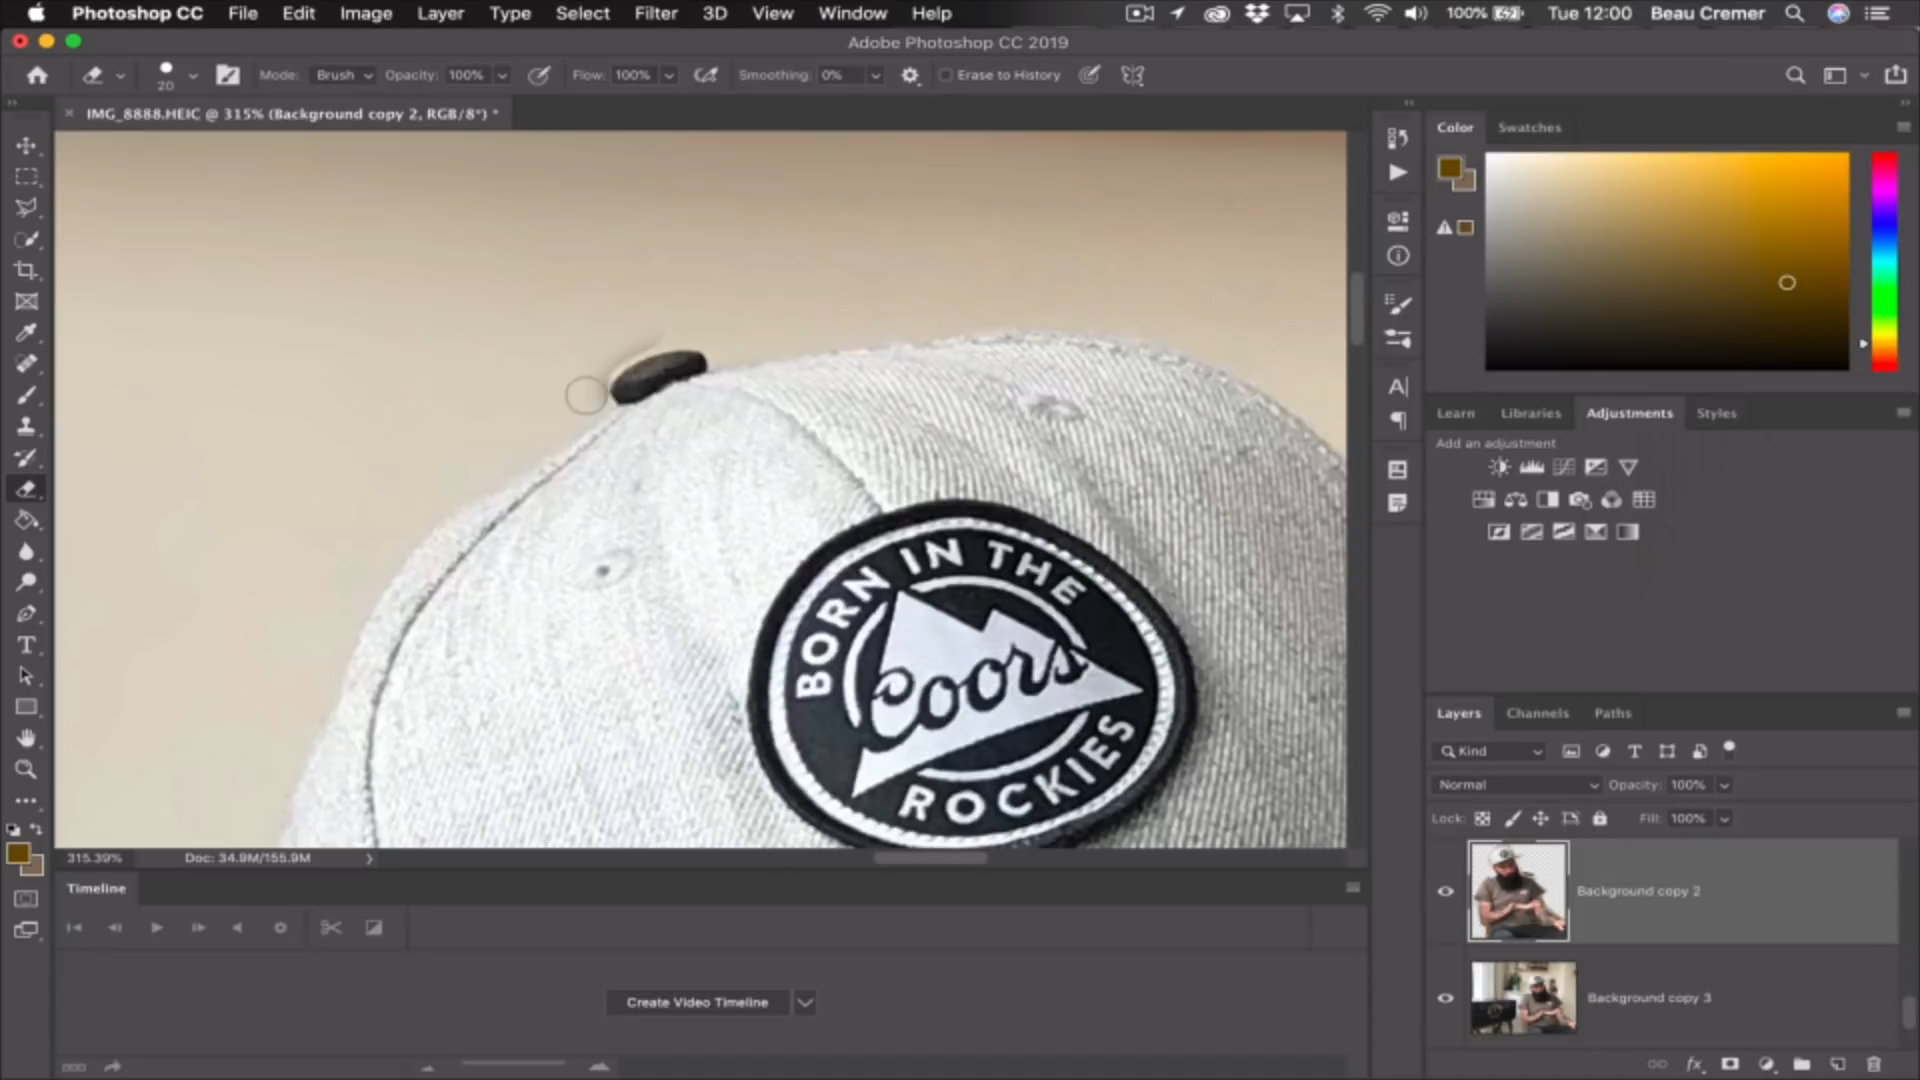 Photoshop CC File Edit Image Layer Type Select Filter 3D View Window Help 100% Tue 12:00 Beau Cremer
Adobe Photoshop CC 2019
20 Mode: Brush Opacity: 100% Flow: 100% Smoothing: 0% Erase to History
IMG_8888.HEIC @ 315% (Background copy 2, RGB/8*) *
Color Swatches
BORN IN THE
Coors
ROCKIES
Learn Libraries Adjustments Styles
Add an adjustment
Layers Channels Paths
Kind
Normal Opacity: 100%
Lock: Fill: 100%
Background copy 2
Background copy 3
315.39% Doc: 34.9M/155.9M
Timeline
Create Video Timeline